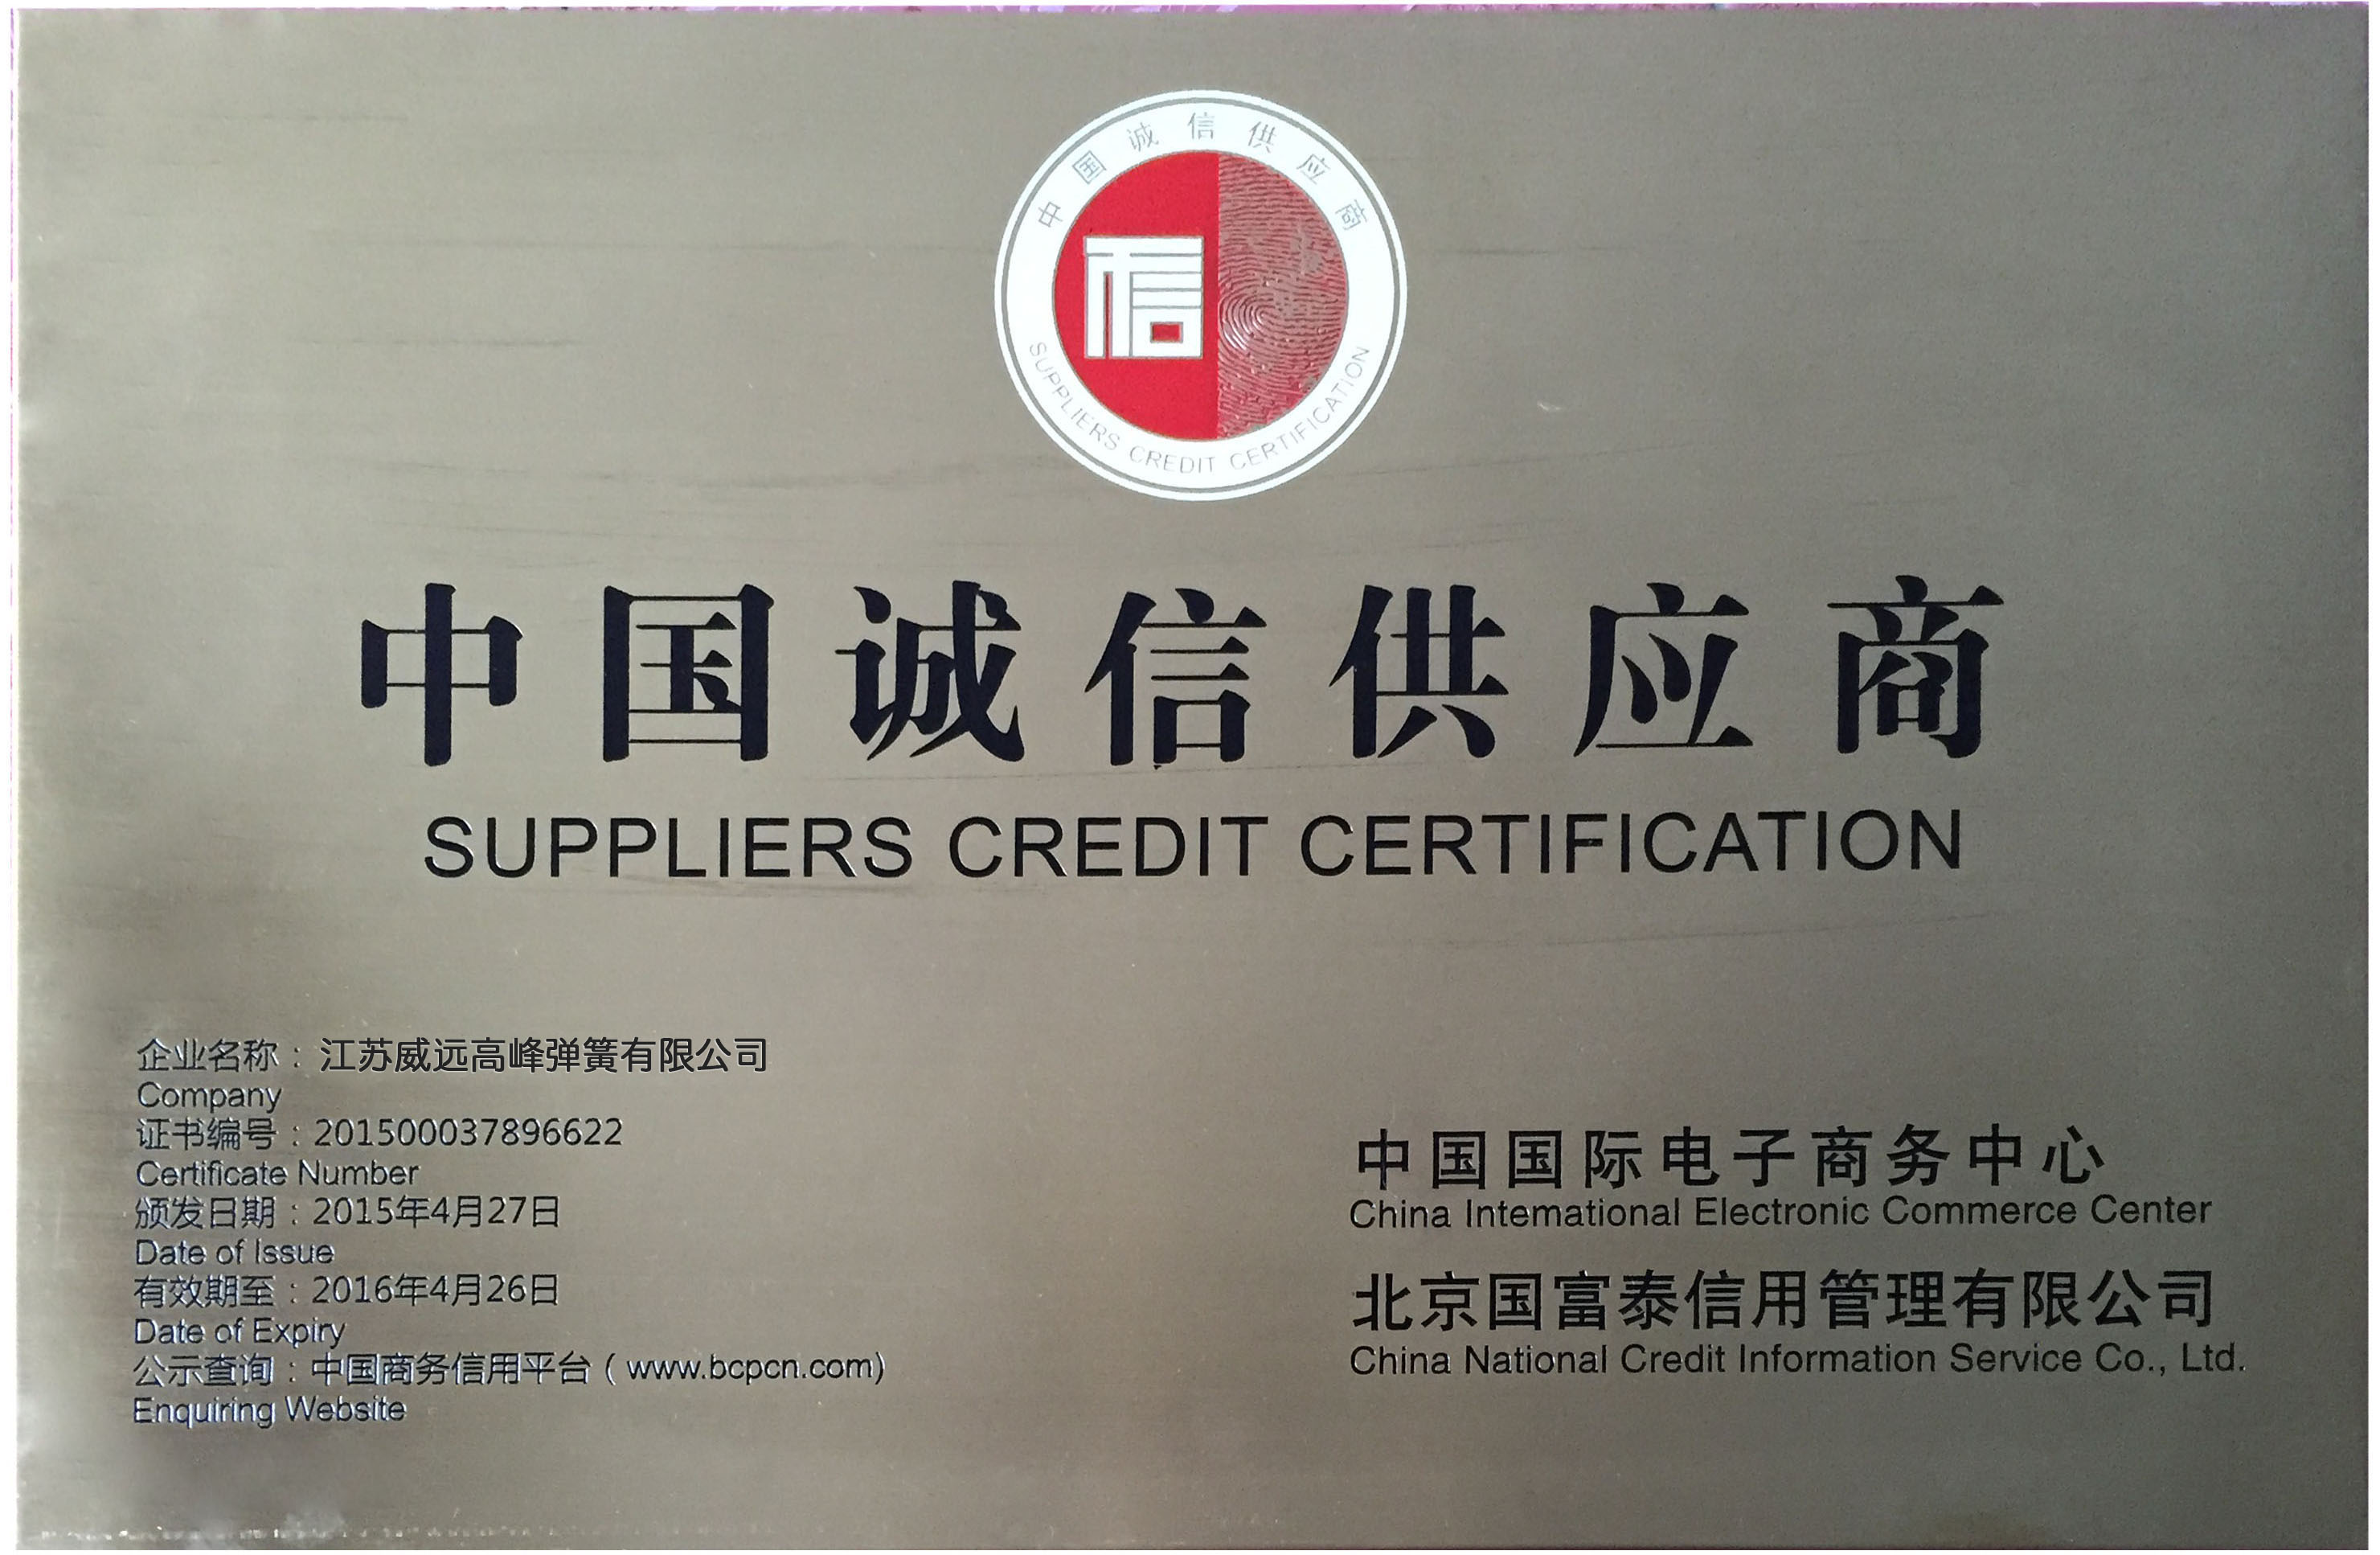 中国诚信供应商
信
SUPPLIERS CREDIT CERTIFICATION
中国诚信供应商
SUPPLIERS CREDIT CERTIFICATION
企业名称：江苏威远高峰弹簧有限公司
Company
证书编号：201500037896622
Certificate Number
颁发日期：2015年4月27日
Date of Issue
有效期至：2016年4月26日
Date of Expiry
公示查询：中国商务信用平台（www.bcpcn.com)
Enquiring Website
中国国际电子商务中心
China Intemational Electronic Commerce Center
北京国富泰信用管理有限公司
China National Credit Information Service Co., Ltd.